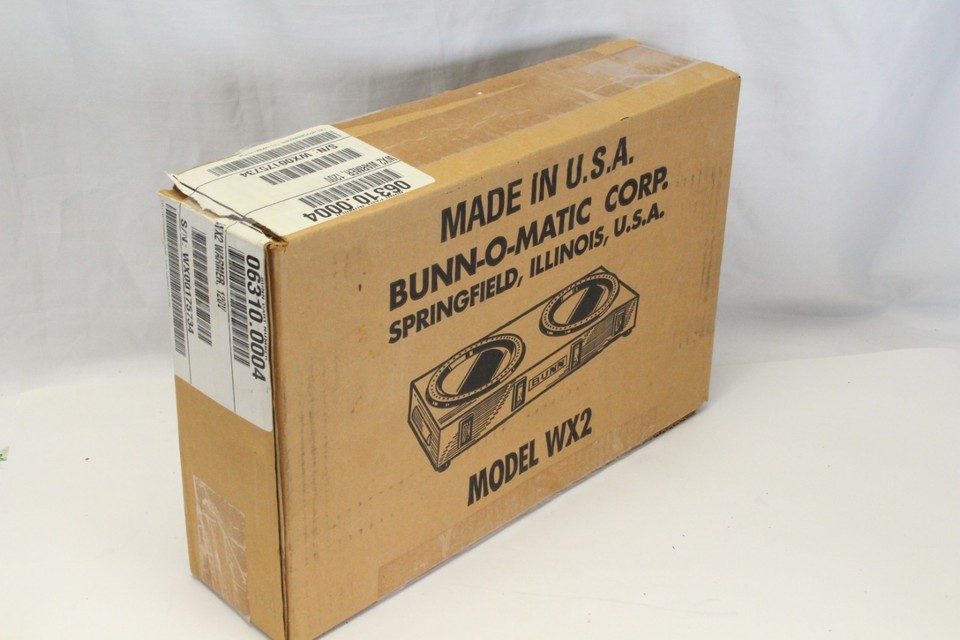 MADE IN U.S.A.
BUNN-O-MATIC CORP.
SPRINGFIELD, ILLINOIS, U.S.A.
BUNN
MODEL WX2
S/N: WX00175734
WX2 WARMER, 120V
06310.0004
S/N: WX00175734
WX2 WARMER, 120V
06310.0004